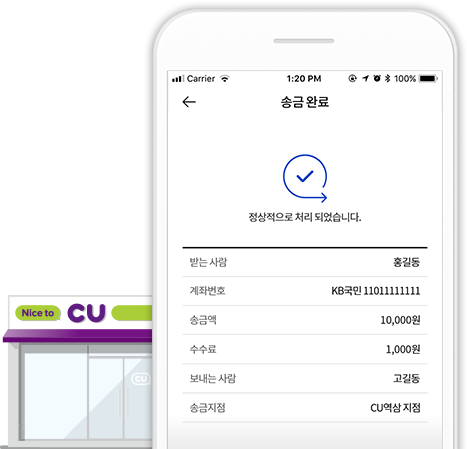 Carrier 1:20 PM 100%
송금 완료
정상적으로 처리 되었습니다.
받는 사람 홍길동
계좌번호 KB국민 11011111111
송금액 10,000원
수수료 1,000원
보내는 사람 고길동
송금지점 CU역삼 지점
Nice to CU
CU